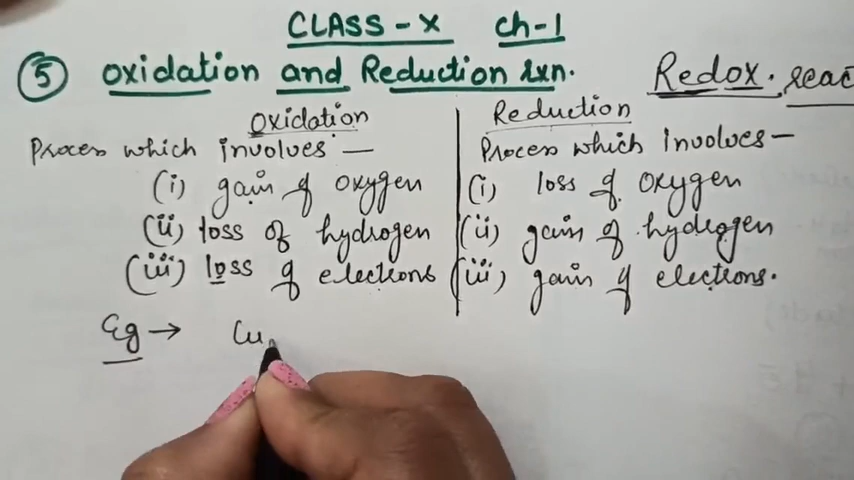 CLASS-X ch-1
⑤ oxidation and Reduction rxn. Redox. reac
Oxidation
Process which involves —
(i) gain of oxygen
(ii) loss of hydrogen
(iii) loss of electrons
Reduction
Process which involves —
(i) loss of oxygen
(ii) gain of hydrogen
(iii) gain of electrons.
Eg → Cu